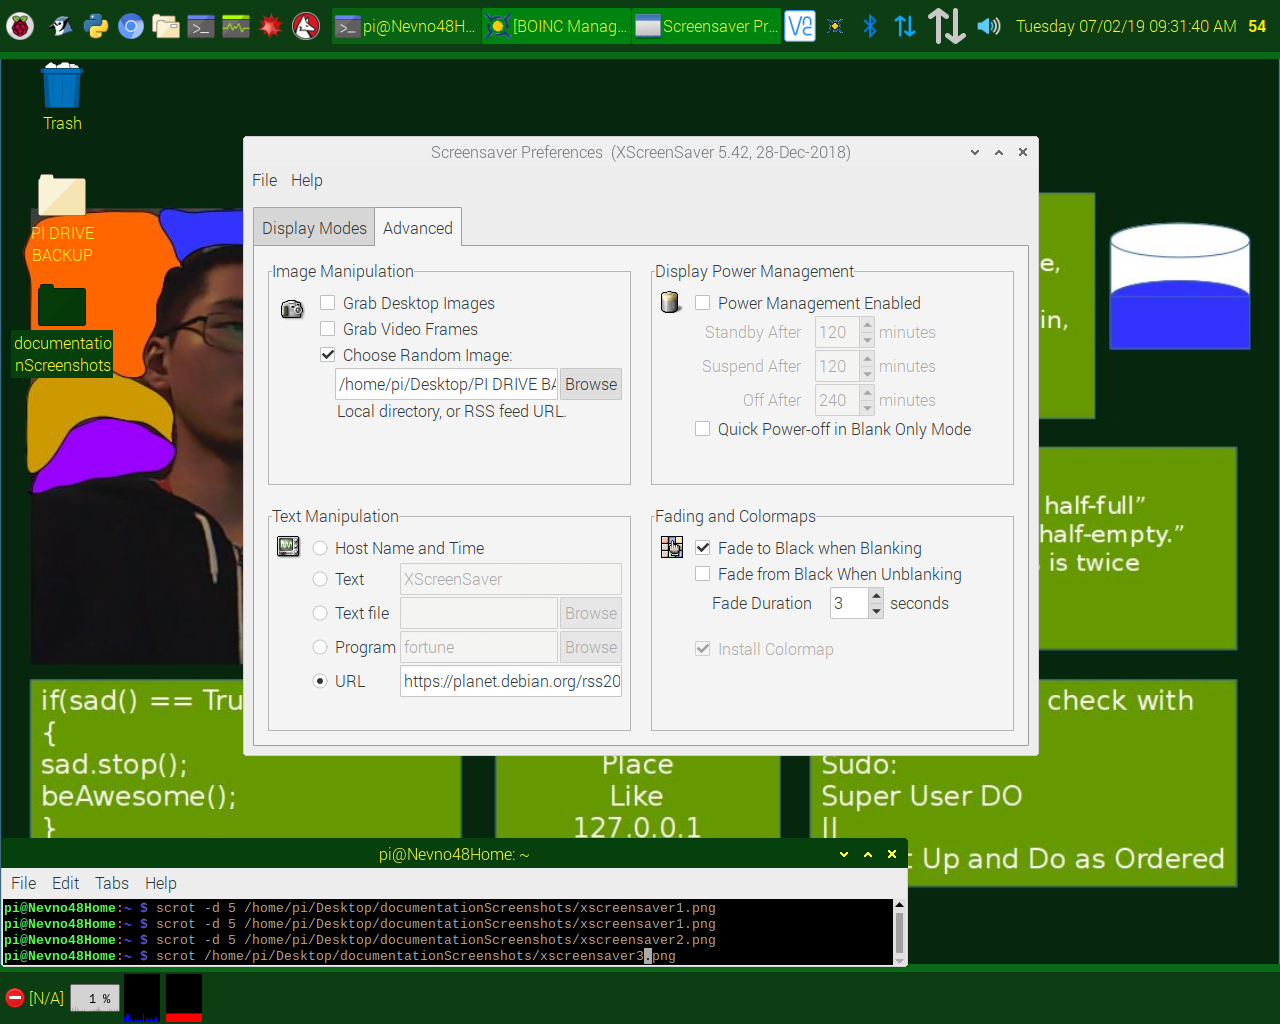 pi@Nevno48H...
[BOINC Manag...
Screensaver Pr...
Tuesday 07/02/19 09:31:40 AM
54
Trash
PI DRIVE
BACKUP
documentatio
nScreenshots
Screensaver Preferences  (XScreenSaver 5.42, 28-Dec-2018)
File Help
Display Modes
Advanced
Image Manipulation
Grab Desktop Images
Grab Video Frames
Choose Random Image:
/home/pi/Desktop/PI DRIVE BA
Browse
Local directory, or RSS feed URL.
Display Power Management
Power Management Enabled
Standby After 120 minutes
Suspend After 120 minutes
Off After 240 minutes
Quick Power-off in Blank Only Mode
Text Manipulation
Host Name and Time
Text XScreenSaver
Text file Browse
Program fortune Browse
URL https://planet.debian.org/rss20
Fading and Colormaps
Fade to Black when Blanking
Fade from Black When Unblanking
Fade Duration 3 seconds
Install Colormap
e,
in,
half-full”
half-empty.”
is twice
if(sad() == Tru
{
sad.stop();
beAwesome();
}
Place
Like
127.0.0.1
check with
Sudo:
Super User DO
||
t Up and Do as Ordered
pi@Nevno48Home: ~
File Edit Tabs Help
pi@Nevno48Home:~ $ scrot -d 5 /home/pi/Desktop/documentationScreenshots/xscreensaver1.png
pi@Nevno48Home:~ $ scrot -d 5 /home/pi/Desktop/documentationScreenshots/xscreensaver1.png
pi@Nevno48Home:~ $ scrot -d 5 /home/pi/Desktop/documentationScreenshots/xscreensaver2.png
pi@Nevno48Home:~ $ scrot /home/pi/Desktop/documentationScreenshots/xscreensaver3.png
[N/A]
1 %